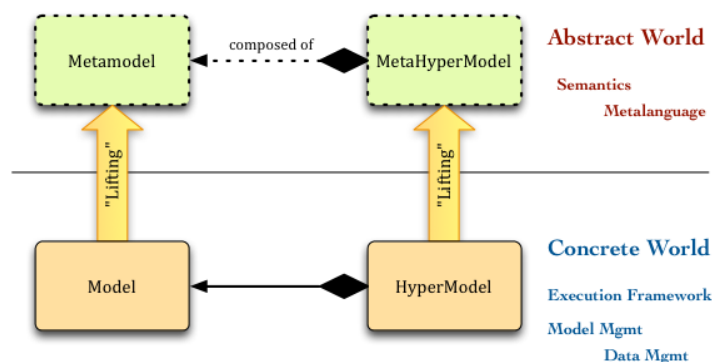 composed of
Metamodel
MetaHyperModel
Abstract World
Semantics
Metalanguage
"Lifting"
"Lifting"
Model
HyperModel
Concrete World
Execution Framework
Model Mgmt
Data Mgmt